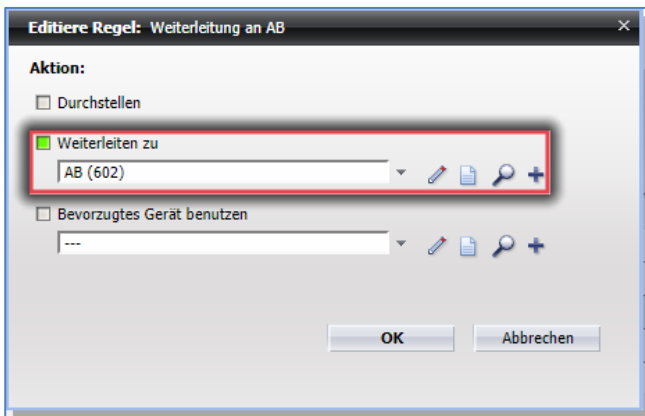 Editiere Regel: Weiterleitung an AB
Aktion:
Durchstellen
Weiterleiten zu
AB (602)
Bevorzugtes Gerät benutzen
---
OK Abbrechen